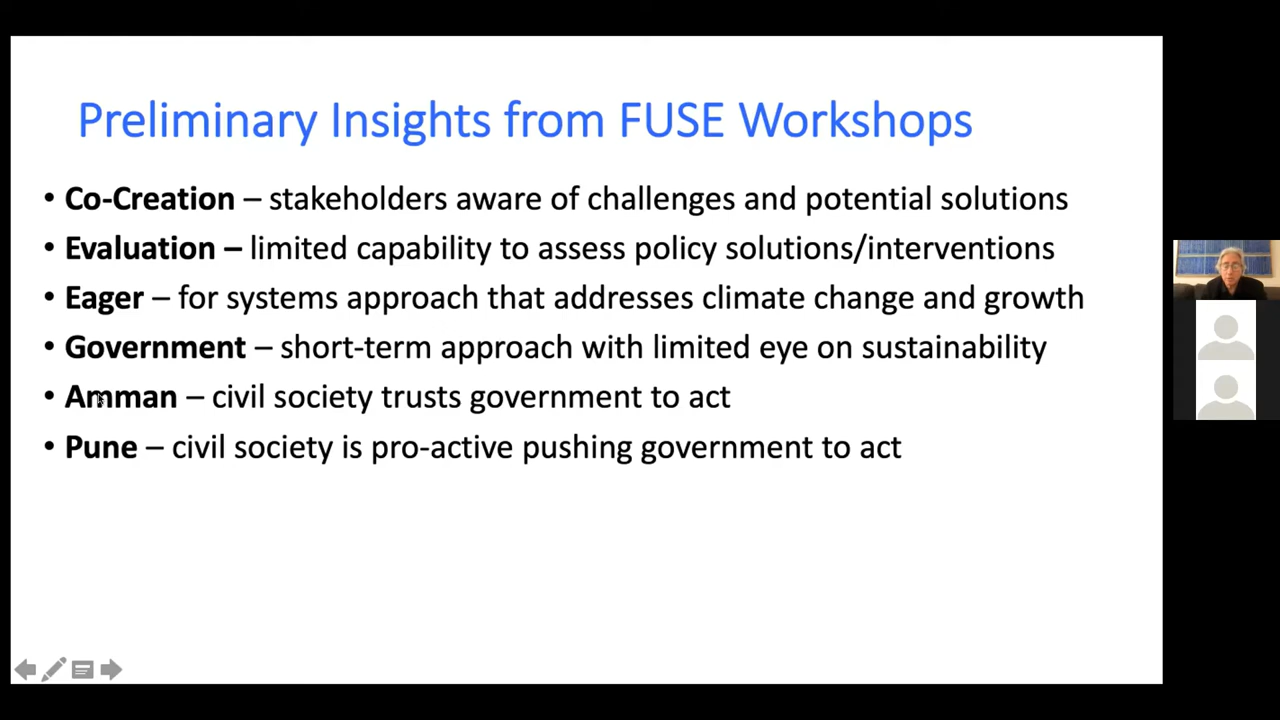 Preliminary Insights from FUSE Workshops
• Co-Creation – stakeholders aware of challenges and potential solutions
• Evaluation – limited capability to assess policy solutions/interventions
• Eager – for systems approach that addresses climate change and growth
• Government – short-term approach with limited eye on sustainability
• Amman – civil society trusts government to act
• Pune – civil society is pro-active pushing government to act